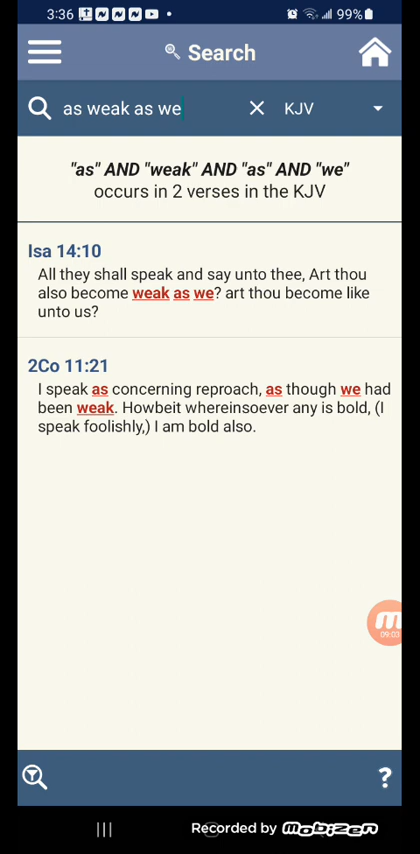 3:36 99%
Search
as weak as we KJV
"as" AND "weak" AND "as" AND "we"
occurs in 2 verses in the KJV
Isa 14:10
All they shall speak and say unto thee, Art thou
also become weak as we? art thou become like
unto us?
2Co 11:21
I speak as concerning reproach, as though we had
been weak. Howbeit whereinsoever any is bold, (I
speak foolishly,) I am bold also.
m
09:03
?
Recorded by mobizen